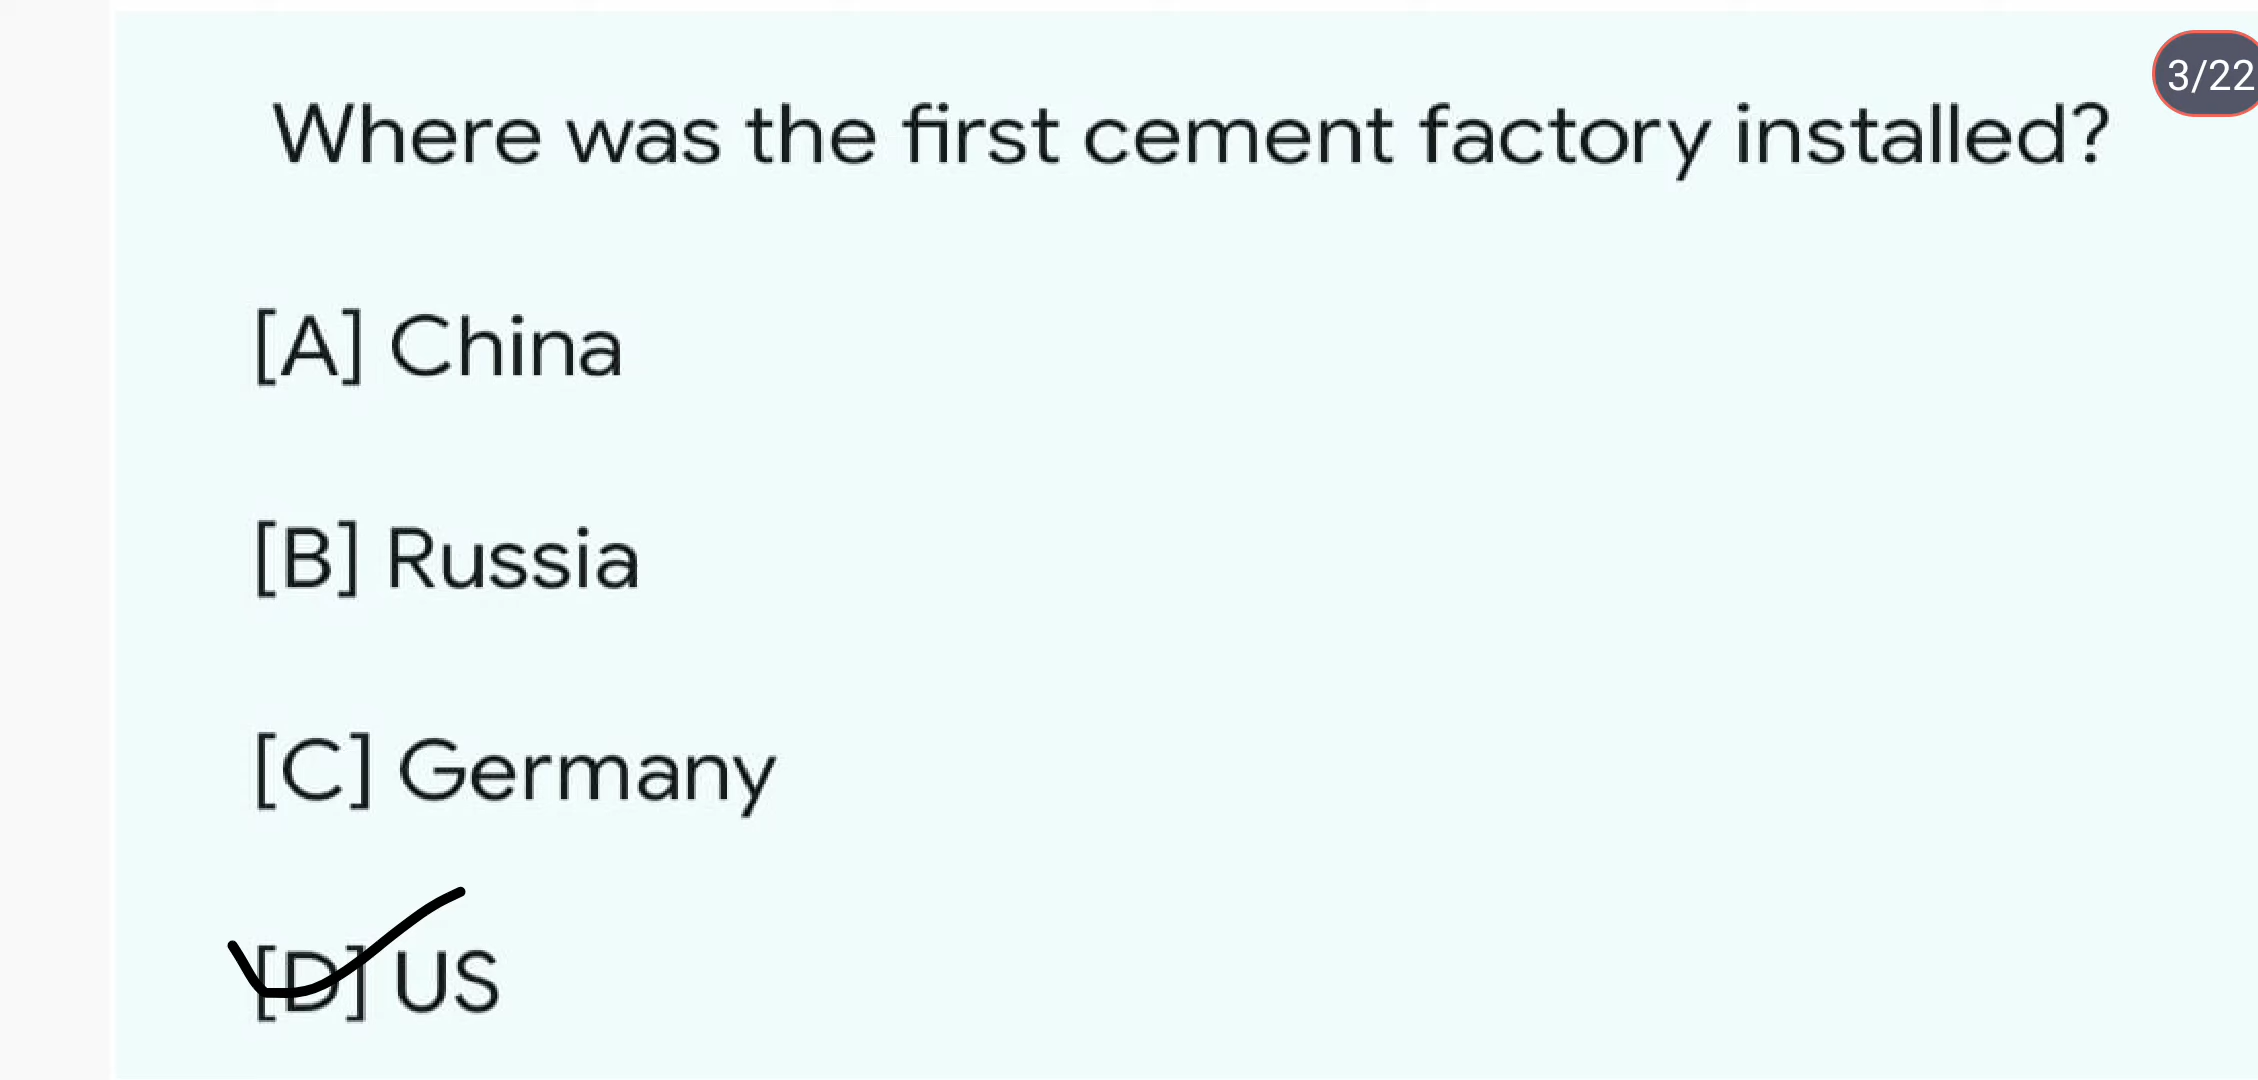 3/22
Where was the first cement factory installed?
[A] China
[B] Russia
[C] Germany
[D] US